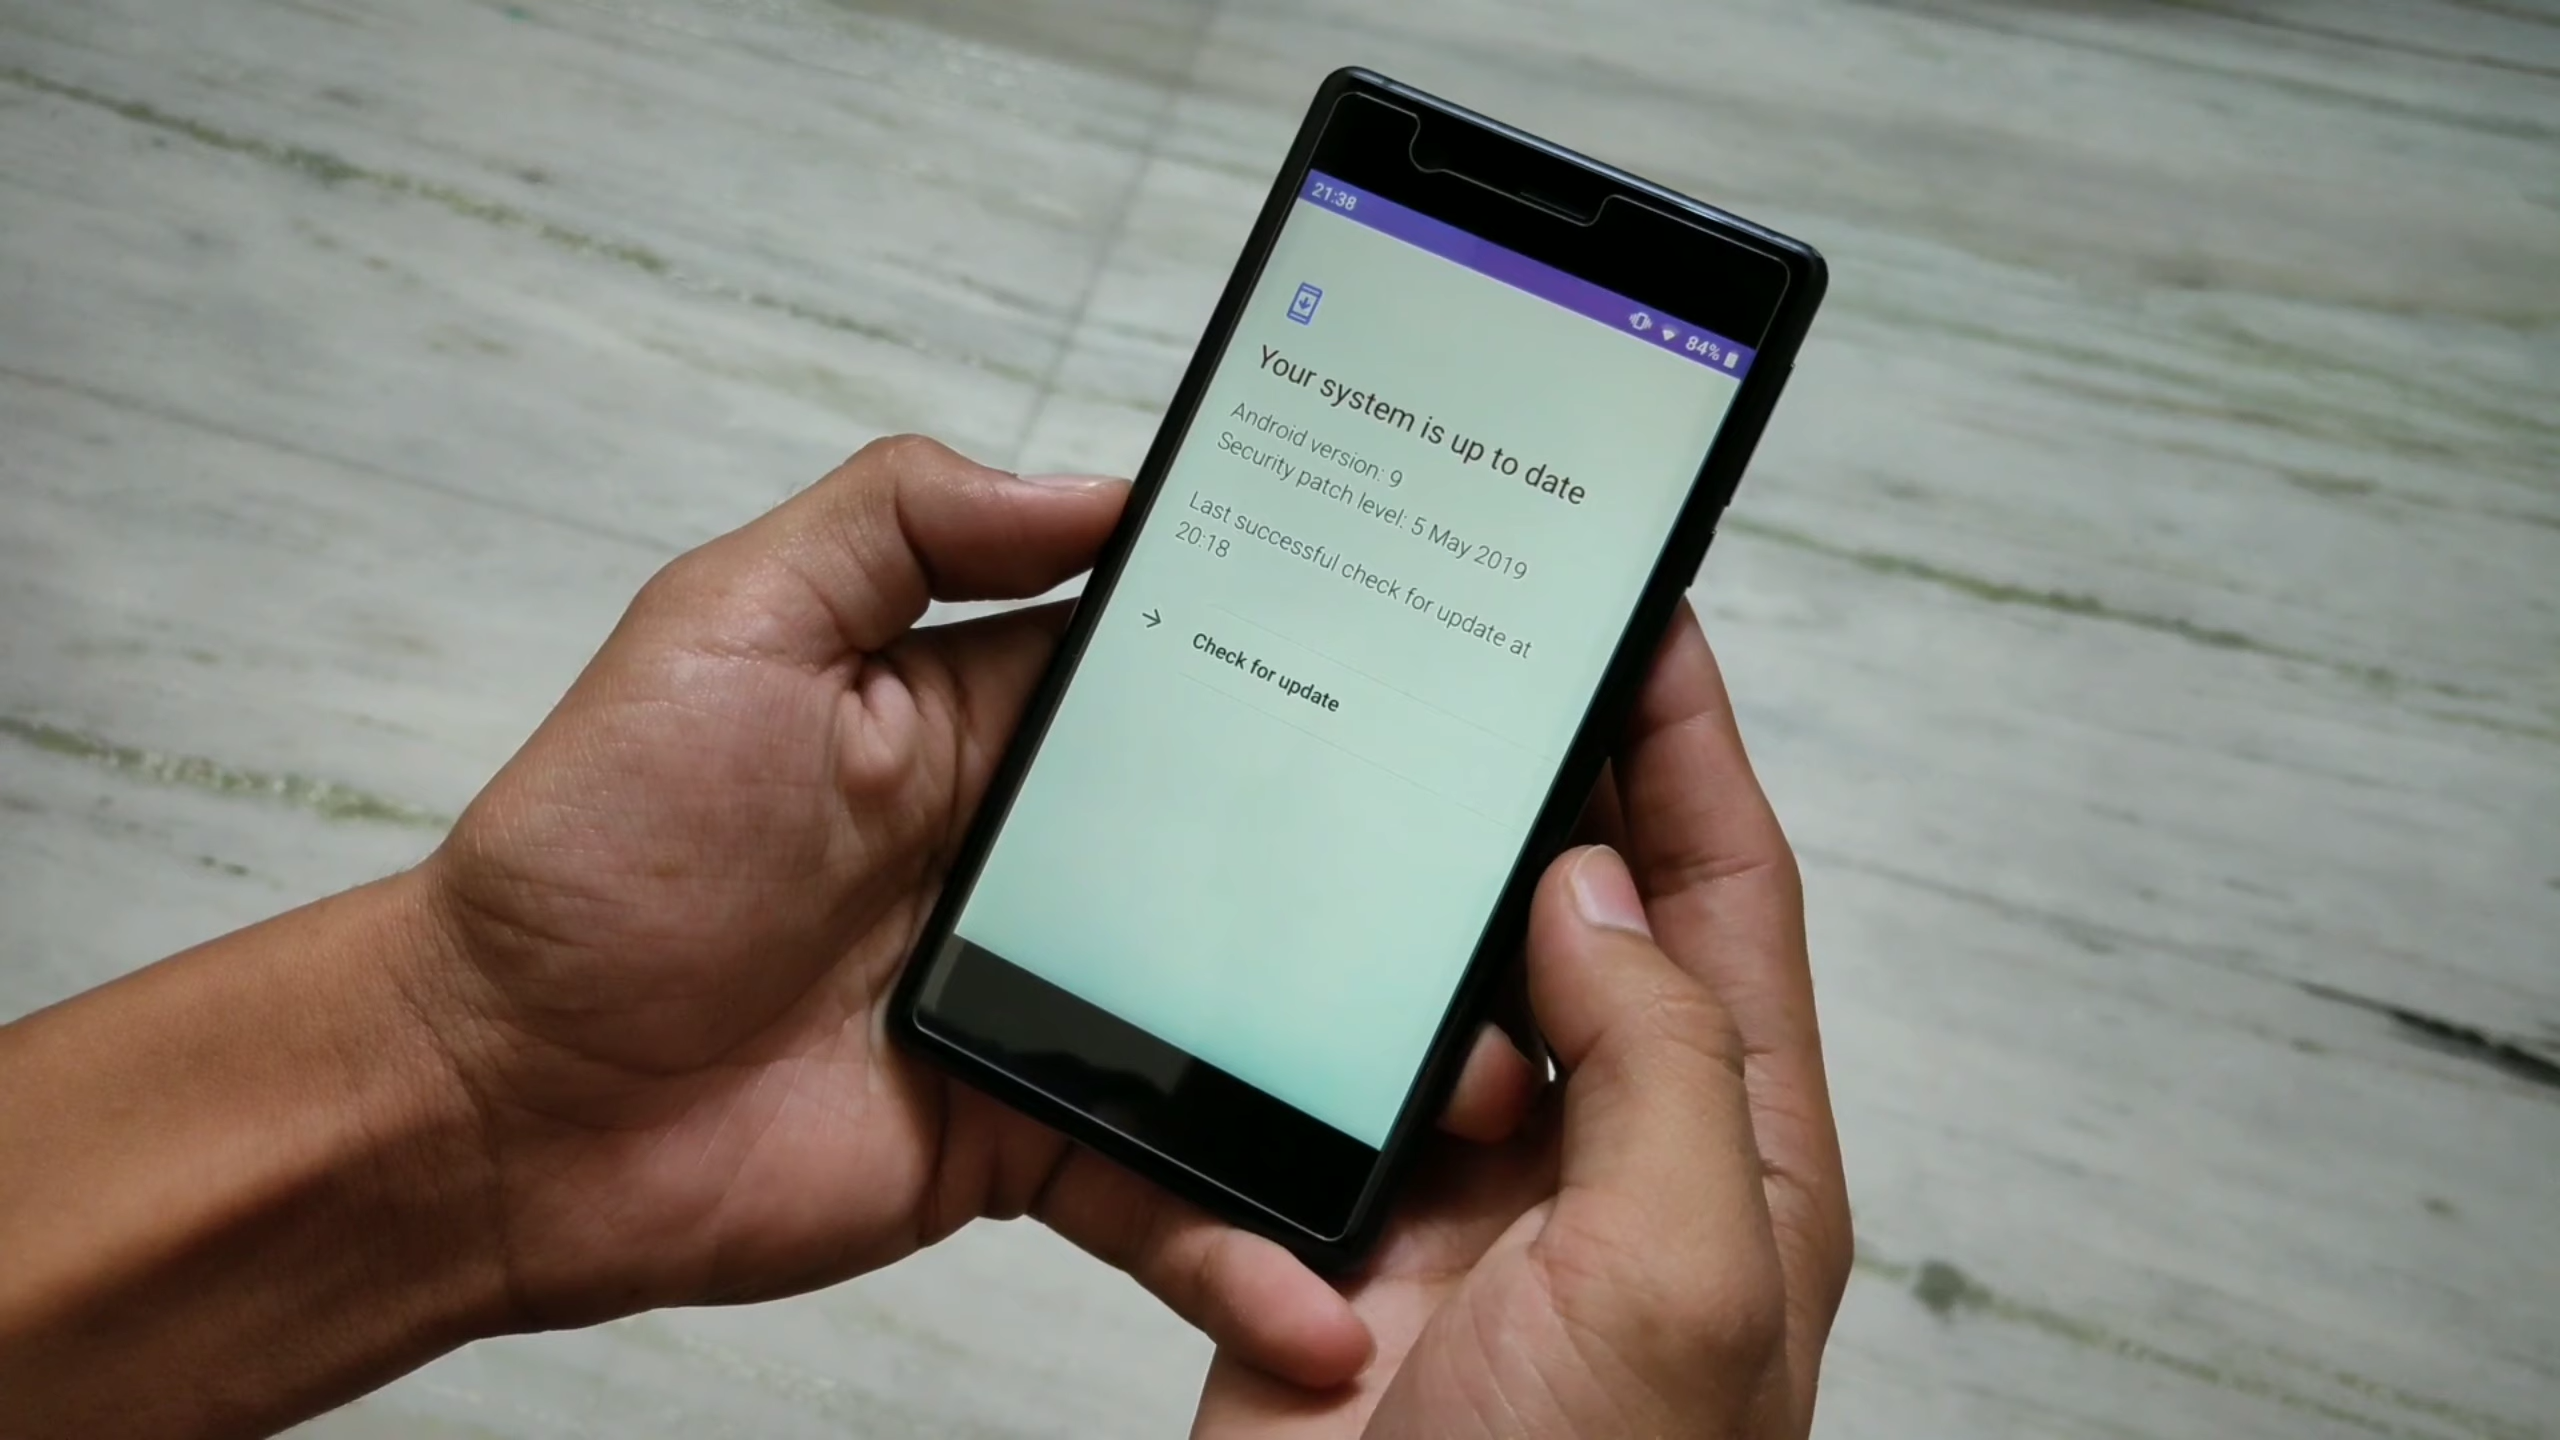 21:38
84%
Your system is up to date
Android version: 9
Security patch level: 5 May 2019
Last successful check for update at
20:18
Check for update